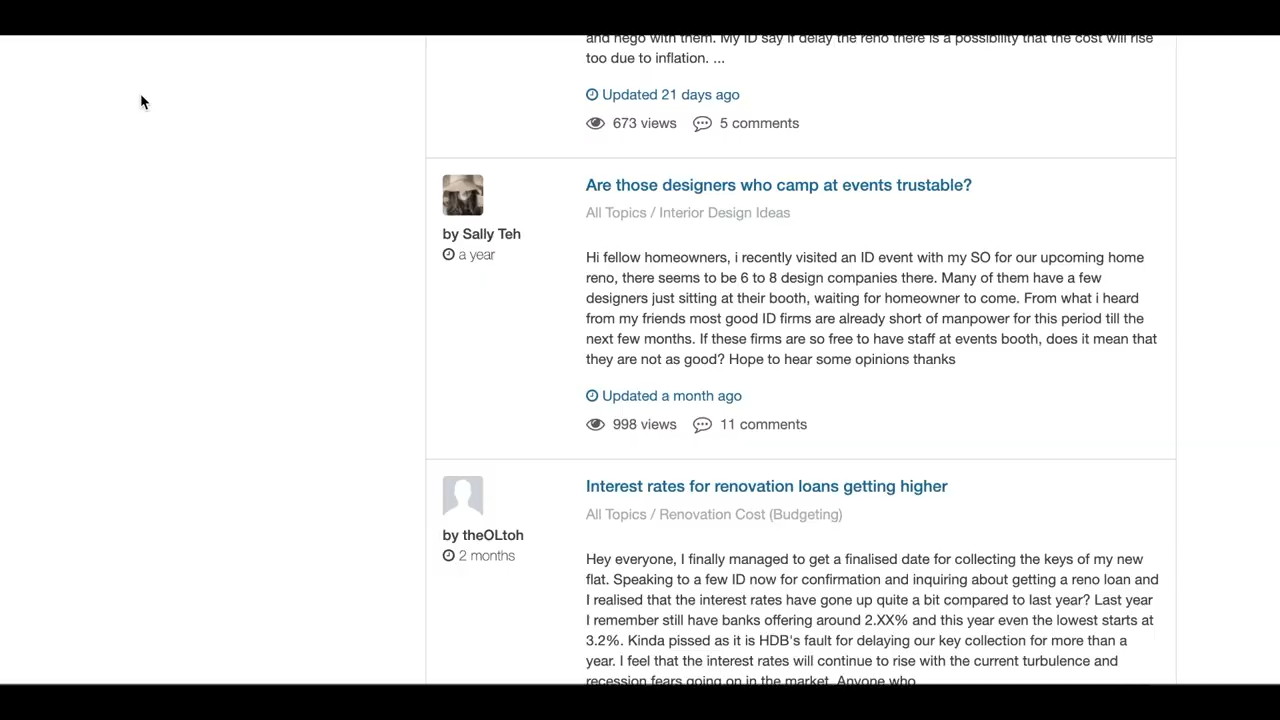 and nego with them. My ID say if delay the reno there is a possibility that the cost will rise
too due to inflation. ...
Updated 21 days ago
673 views 5 comments
Are those designers who camp at events trustable?
All Topics / Interior Design Ideas
by Sally Teh
a year
Hi fellow homeowners, i recently visited an ID event with my SO for our upcoming home
reno, there seems to be 6 to 8 design companies there. Many of them have a few
designers just sitting at their booth, waiting for homeowner to come. From what i heard
from my friends most good ID firms are already short of manpower for this period till the
next few months. If these firms are so free to have staff at events booth, does it mean that
they are not as good? Hope to hear some opinions thanks
Updated a month ago
998 views 11 comments
Interest rates for renovation loans getting higher
All Topics / Renovation Cost (Budgeting)
by theOLtoh
2 months
Hey everyone, I finally managed to get a finalised date for collecting the keys of my new
flat. Speaking to a few ID now for confirmation and inquiring about getting a reno loan and
I realised that the interest rates have gone up quite a bit compared to last year? Last year
I remember still have banks offering around 2.XX% and this year even the lowest starts at
3.2%. Kinda pissed as it is HDB's fault for delaying our key collection for more than a
year. I feel that the interest rates will continue to rise with the current turbulence and
recession fears going on in the market. Anyone who